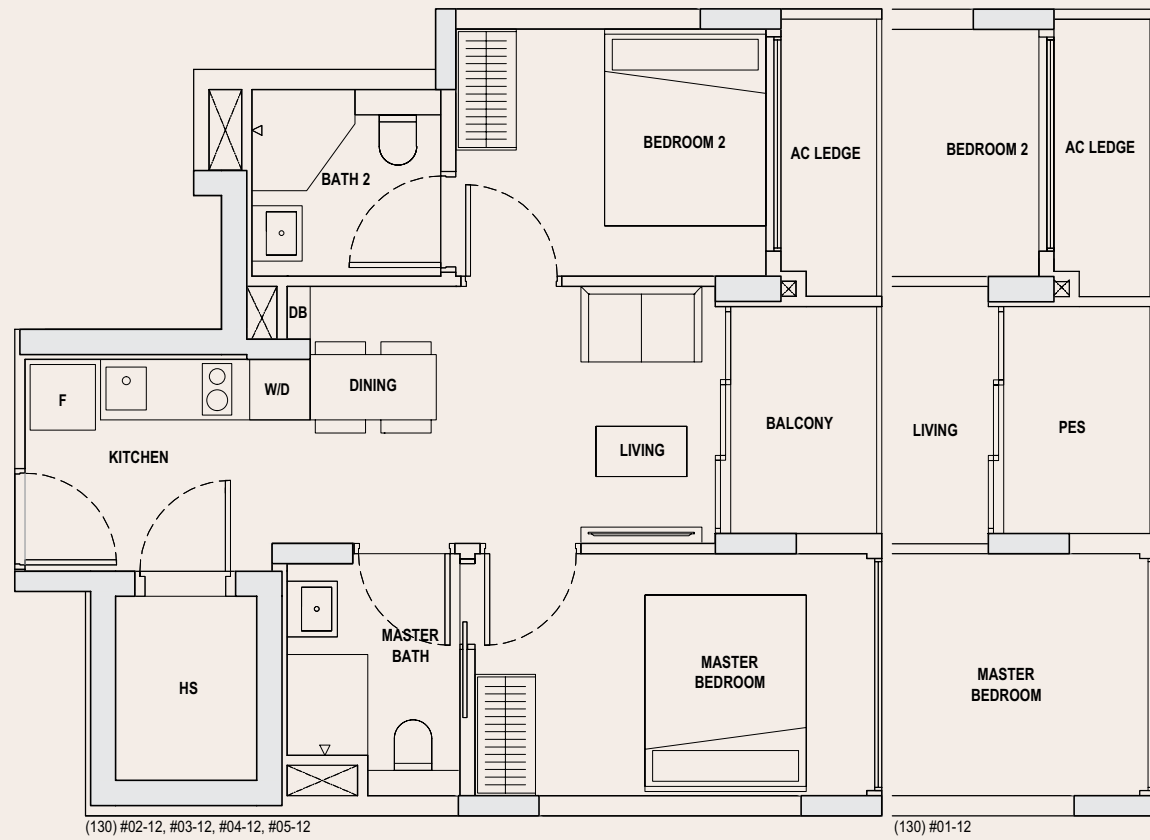 BEDROOM 2
AC LEDGE
BATH 2
DB
F
W/D
DINING
KITCHEN
LIVING
BALCONY
MASTER
BATH
MASTER
BEDROOM
HS
(130) #02-12, #03-12, #04-12, #05-12
BEDROOM 2
AC LEDGE
LIVING
PES
MASTER
BEDROOM
(130) #01-12